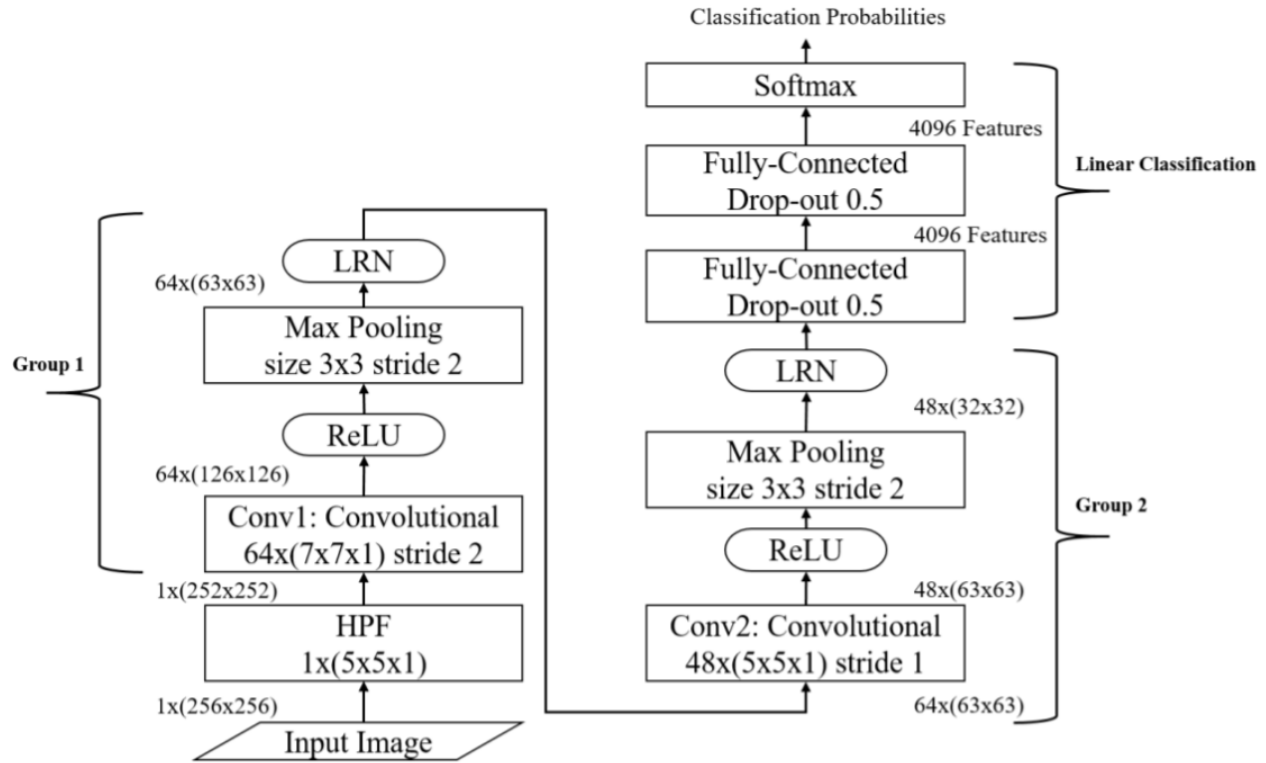 Classification Probabilities
Softmax
4096 Features
Fully-Connected
Drop-out 0.5
Linear Classification
4096 Features
Fully-Connected
Drop-out 0.5
LRN
64x(63x63)
Max Pooling
size 3x3 stride 2
Group 1
ReLU
64x(126x126)
Conv1: Convolutional
64x(7x7x1) stride 2
1x(252x252)
HPF
1x(5x5x1)
1x(256x256)
Input Image
LRN
48x(32x32)
Max Pooling
size 3x3 stride 2
Group 2
ReLU
48x(63x63)
Conv2: Convolutional
48x(5x5x1) stride 1
64x(63x63)